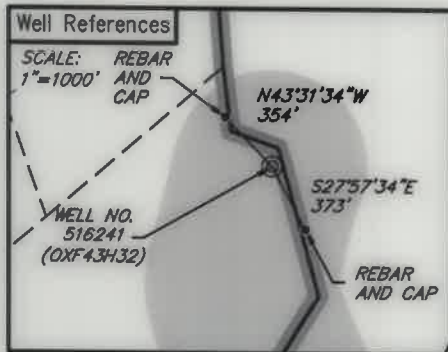 Well References
SCALE:
1"=1000'
REBAR
AND
CAP
N43°31'34"W
354'
S27°57'34"E
373'
WELL NO.
516241
(OXF43H32)
REBAR
AND CAP